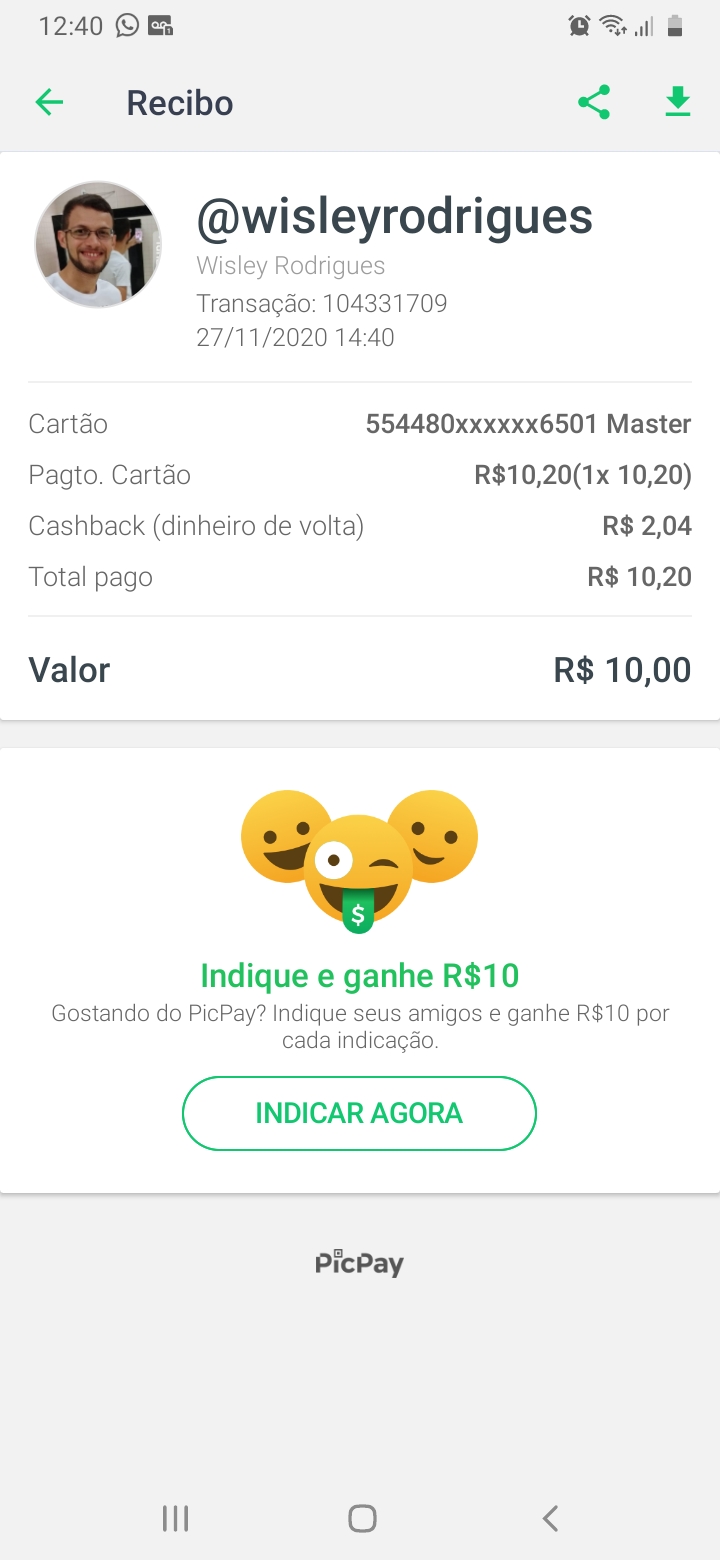 12:40
Recibo
@wisleyrodrigues
Wisley Rodrigues
Transação: 104331709
27/11/2020 14:40
Cartão 554480xxxxxx6501 Master
Pagto. Cartão R$10,20(1x 10,20)
Cashback (dinheiro de volta) R$ 2,04
Total pago R$ 10,20
Valor R$ 10,00
$
Indique e ganhe R$10
Gostando do PicPay? Indique seus amigos e ganhe R$10 por
cada indicação.
INDICAR AGORA
PicPay